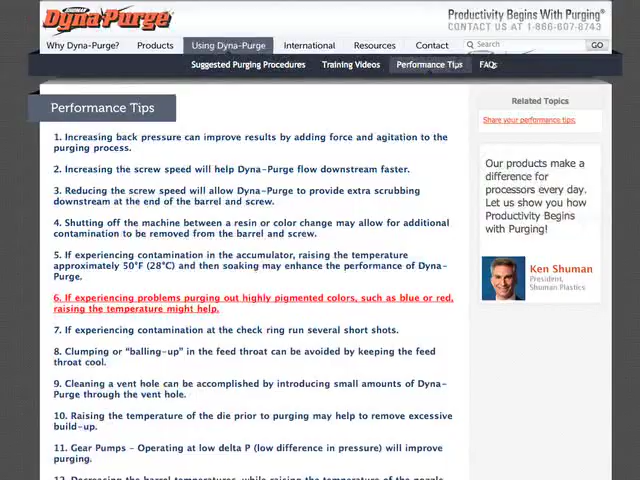 SHUMAN
Dyna-Purge
Productivity Begins With Purging®
CONTACT US AT 1-866-607-8743
Why Dyna-Purge? Products Using Dyna-Purge International Resources Contact Search GO
Suggested Purging Procedures Training Videos Performance Tips FAQs
Performance Tips
1. Increasing back pressure can improve results by adding force and agitation to the
purging process.
2. Increasing the screw speed will help Dyna-Purge flow downstream faster.
3. Reducing the screw speed will allow Dyna-Purge to provide extra scrubbing
downstream at the end of the barrel and screw.
4. Shutting off the machine between a resin or color change may allow for additional
contamination to be removed from the barrel and screw.
5. If experiencing contamination in the accumulator, raising the temperature
approximately 50°F (28°C) and then soaking may enhance the performance of Dyna-
Purge.
6. If experiencing problems purging out highly pigmented colors, such as blue or red,
raising the temperature might help.
7. If experiencing contamination at the check ring run several short shots.
8. Clumping or “balling-up” in the feed throat can be avoided by keeping the feed
throat cool.
9. Cleaning a vent hole can be accomplished by introducing small amounts of Dyna-
Purge through the vent hole.
10. Raising the temperature of the die prior to purging may help to remove excessive
build-up.
11. Gear Pumps - Operating at low delta P (low difference in pressure) will improve
purging.
12. Decreasing the barrel temperatures, while raising the temperature of the nozzle
Related Topics
Share your performance tips.
Our products make a
difference for
processors every day.
Let us show you how
Productivity Begins
with Purging!
Ken Shuman
President,
Shuman Plastics